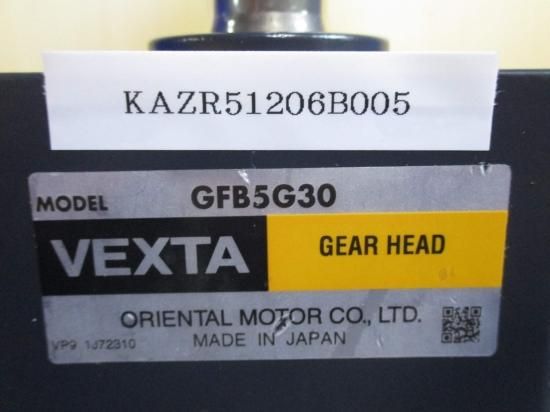 KAZR51206B005
MODEL GFB5G30
VEXTA GEAR HEAD
ORIENTAL MOTOR CO., LTD.
VP9 1J72310 MADE IN JAPAN